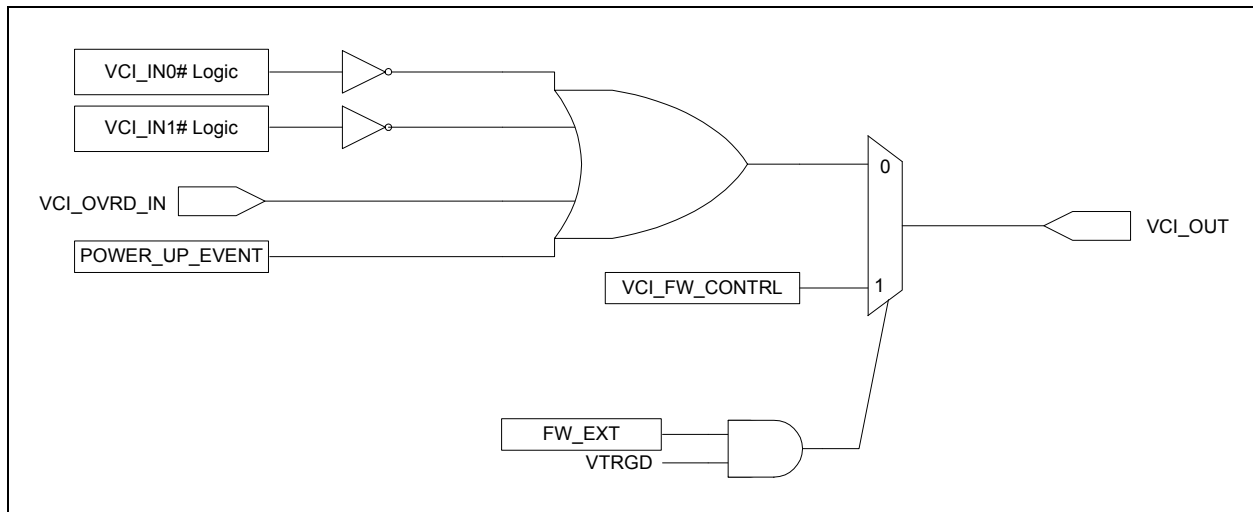 VCI_IN0# Logic
VCI_IN1# Logic
VCI_OVRD_IN
POWER_UP_EVENT
0
VCI_OUT
VCI_FW_CONTRL
1
FW_EXT
VTRGD